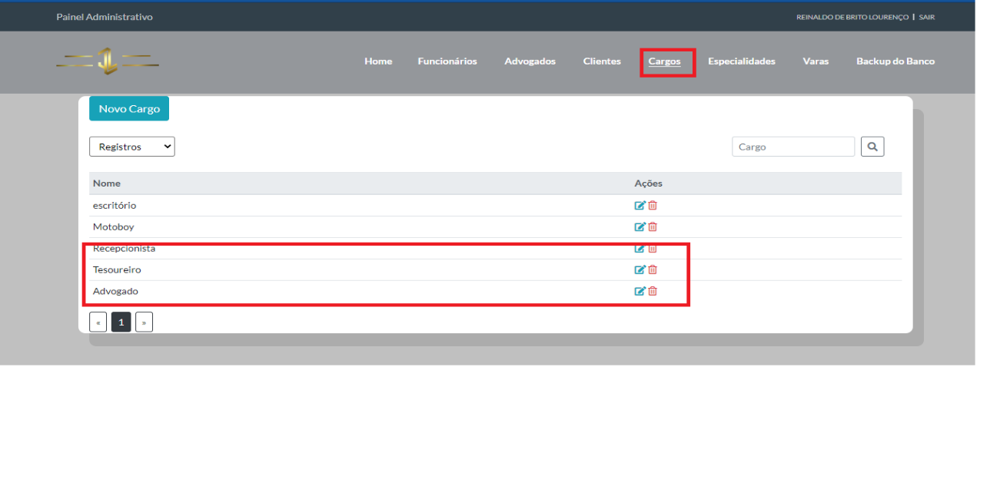 Painel Administrativo
REINALDO DE BRITO LOURENÇO | SAIR
Home Funcionários Advogados Clientes Cargos Especialidades Varas Backup do Banco
Novo Cargo
Registros
Cargo
Nome Ações
escritório
Motoboy
Recepcionista
Tesoureiro
Advogado
« 1 »